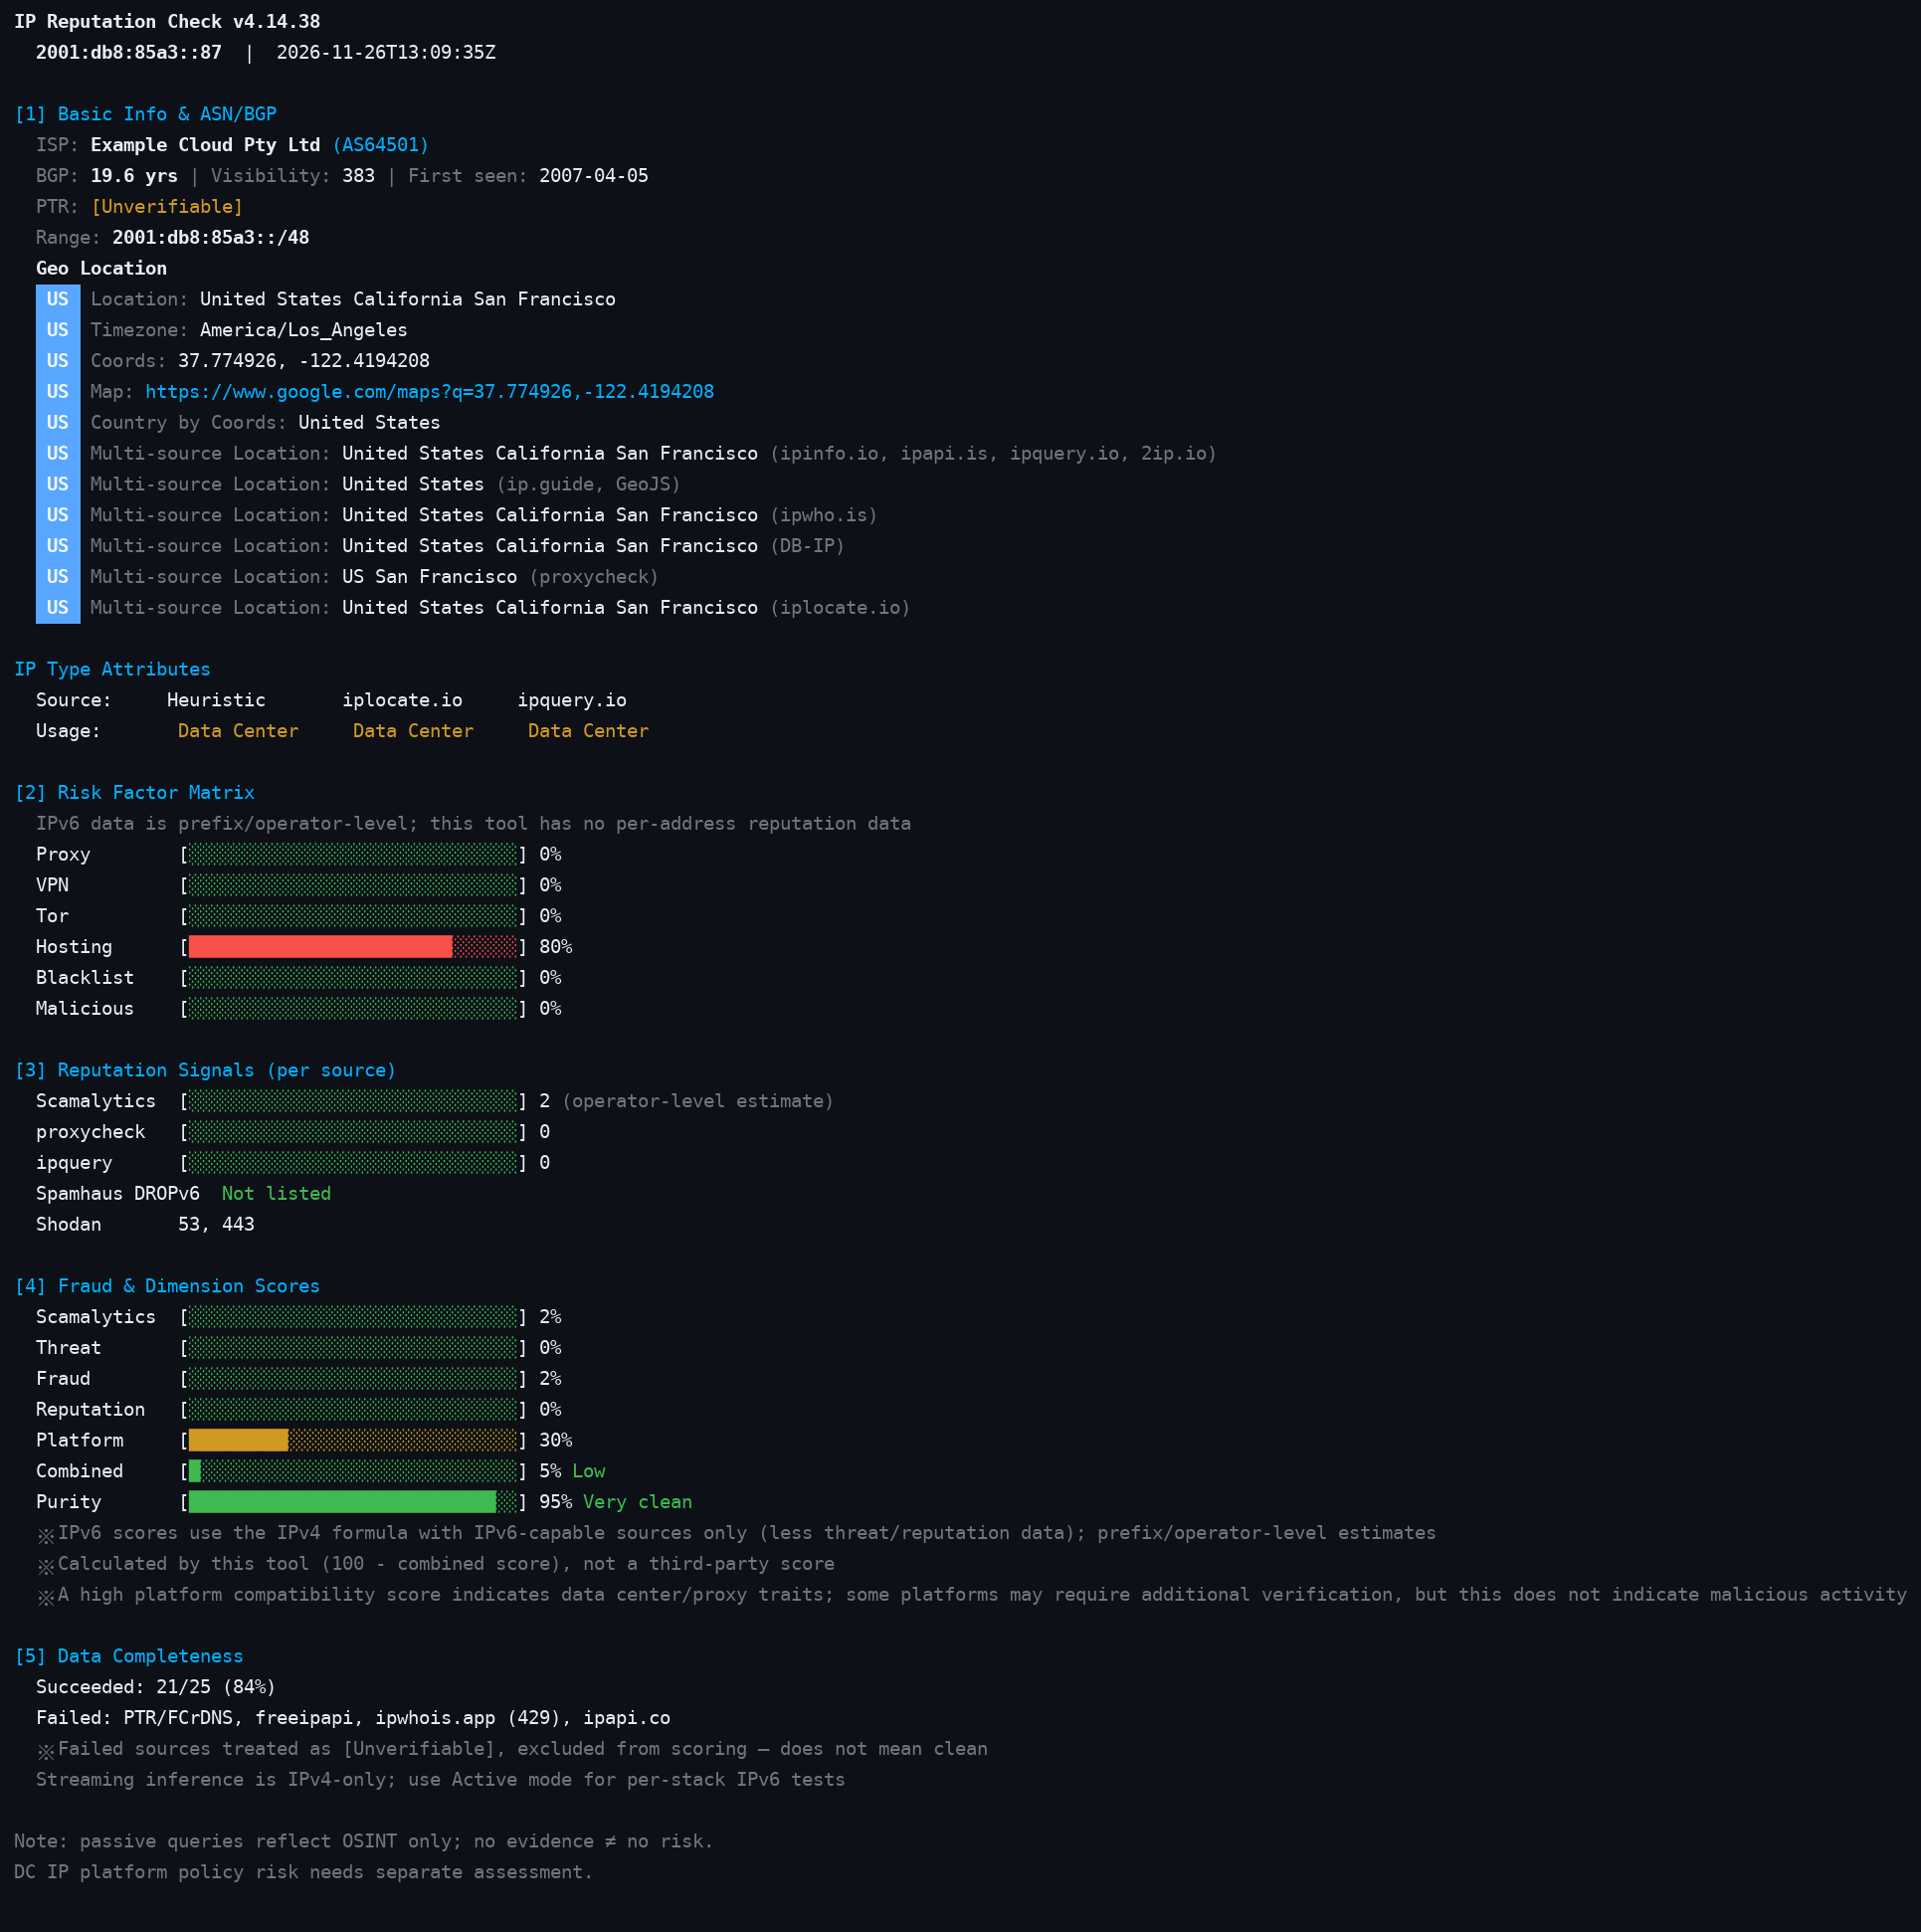 IP Reputation Check v4.14.38
2001:db8:85a3::87 | 2026-11-26T13:09:35Z
[1] Basic Info & ASN/BGP
ISP: Example Cloud Pty Ltd (AS64501)
BGP: 19.6 yrs | Visibility: 383 | First seen: 2007-04-05
PTR: [Unverifiable]
Range: 2001:db8:85a3::/48
Geo Location
US Location: United States California San Francisco
US Timezone: America/Los_Angeles
US Coords: 37.774926, -122.4194208
US Map: https://www.google.com/maps?q=37.774926,-122.4194208
US Country by Coords: United States
US Multi-source Location: United States California San Francisco (ipinfo.io, ipapi.is, ipquery.io, 2ip.io)
US Multi-source Location: United States (ip.guide, GeoJS)
US Multi-source Location: United States California San Francisco (ipwho.is)
US Multi-source Location: United States California San Francisco (DB-IP)
US Multi-source Location: US San Francisco (proxycheck)
US Multi-source Location: United States California San Francisco (iplocate.io)
IP Type Attributes
Source: Heuristic iplocate.io ipquery.io
Usage: Data Center Data Center Data Center
[2] Risk Factor Matrix
IPv6 data is prefix/operator-level; this tool has no per-address reputation data
Proxy [░░░░░░░░░░░░░░░░░░░░░░░░░░░░░░] 0%
VPN [░░░░░░░░░░░░░░░░░░░░░░░░░░░░░░] 0%
Tor [░░░░░░░░░░░░░░░░░░░░░░░░░░░░░░] 0%
Hosting [████████████████████████░░░░░░] 80%
Blacklist [░░░░░░░░░░░░░░░░░░░░░░░░░░░░░░] 0%
Malicious [░░░░░░░░░░░░░░░░░░░░░░░░░░░░░░] 0%
[3] Reputation Signals (per source)
Scamalytics [░░░░░░░░░░░░░░░░░░░░░░░░░░░░░░] 2 (operator-level estimate)
proxycheck [░░░░░░░░░░░░░░░░░░░░░░░░░░░░░░] 0
ipquery [░░░░░░░░░░░░░░░░░░░░░░░░░░░░░░] 0
Spamhaus DROPv6 Not listed
Shodan 53, 443
[4] Fraud & Dimension Scores
Scamalytics [░░░░░░░░░░░░░░░░░░░░░░░░░░░░░░] 2%
Threat [░░░░░░░░░░░░░░░░░░░░░░░░░░░░░░] 0%
Fraud [░░░░░░░░░░░░░░░░░░░░░░░░░░░░░░] 2%
Reputation [░░░░░░░░░░░░░░░░░░░░░░░░░░░░░░] 0%
Platform [█████████░░░░░░░░░░░░░░░░░░░░░] 30%
Combined [█░░░░░░░░░░░░░░░░░░░░░░░░░░░░░] 5% Low
Purity [████████████████████████████░░] 95% Very clean
※IPv6 scores use the IPv4 formula with IPv6-capable sources only (less threat/reputation data); prefix/operator-level estimates
※Calculated by this tool (100 - combined score), not a third-party score
※A high platform compatibility score indicates data center/proxy traits; some platforms may require additional verification, but this does not indicate malicious activity
[5] Data Completeness
Succeeded: 21/25 (84%)
Failed: PTR/FCrDNS, freeipapi, ipwhois.app (429), ipapi.co
※Failed sources treated as [Unverifiable], excluded from scoring — does not mean clean
Streaming inference is IPv4-only; use Active mode for per-stack IPv6 tests
Note: passive queries reflect OSINT only; no evidence ≠ no risk.
DC IP platform policy risk needs separate assessment.